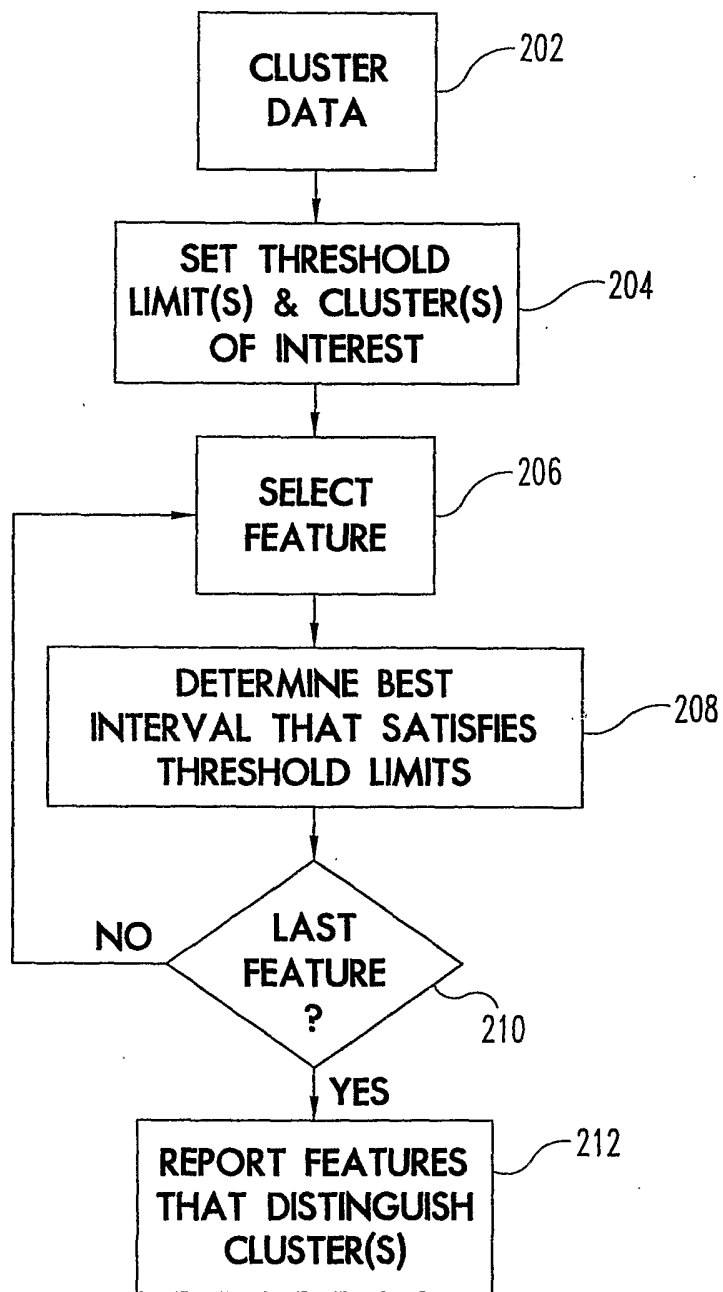 CLUSTER
DATA
202
SET THRESHOLD
LIMIT(S) & CLUSTER(S)
OF INTEREST
204
SELECT
FEATURE
206
DETERMINE BEST
INTERVAL THAT SATISFIES
THRESHOLD LIMITS
208
NO
LAST
FEATURE
?
210
YES
REPORT FEATURES
THAT DISTINGUISH
CLUSTER(S)
212